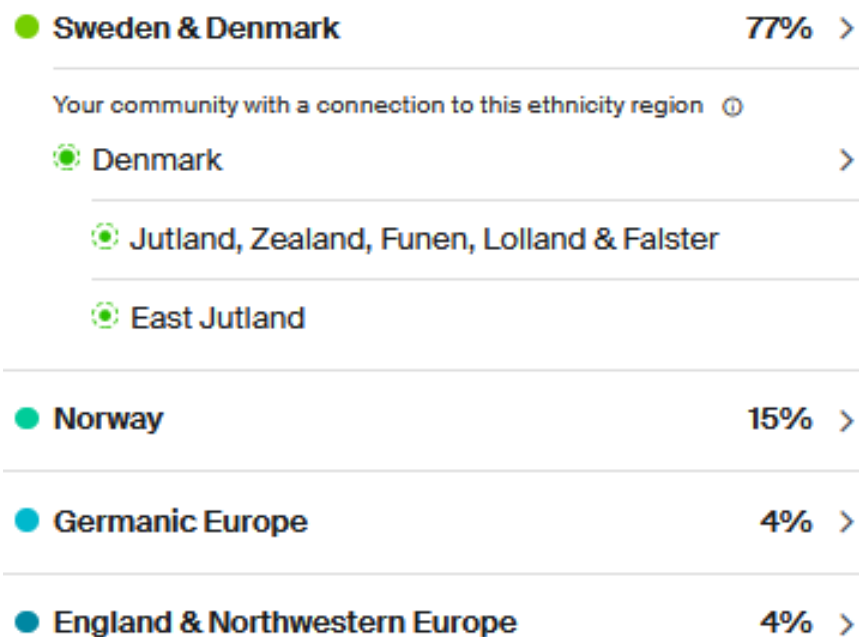 Sweden & Denmark 77%
Your community with a connection to this ethnicity region
Denmark
Jutland, Zealand, Funen, Lolland & Falster
East Jutland
Norway 15%
Germanic Europe 4%
England & Northwestern Europe 4%